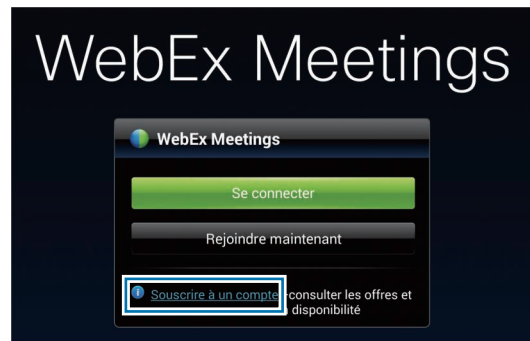 WebEx Meetings
WebEx Meetings
Se connecter
Rejoindre maintenant
Souscrire à un compte -consulter les offres et
disponibilité